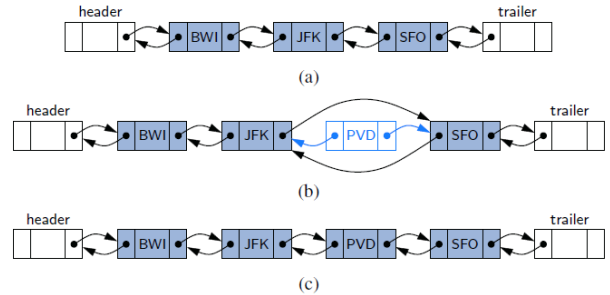 header trailer
BWI JFK SFO
(a)
header trailer
BWI JFK PVD SFO
(b)
header trailer
BWI JFK PVD SFO
(c)